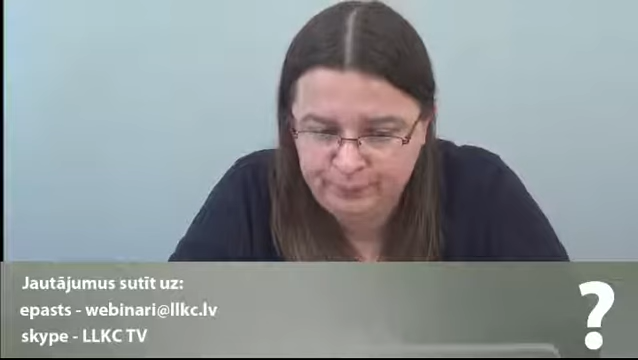 Jautājumus sutīt uz:
epasts - webinari@llkc.lv
skype - LLKC TV
?